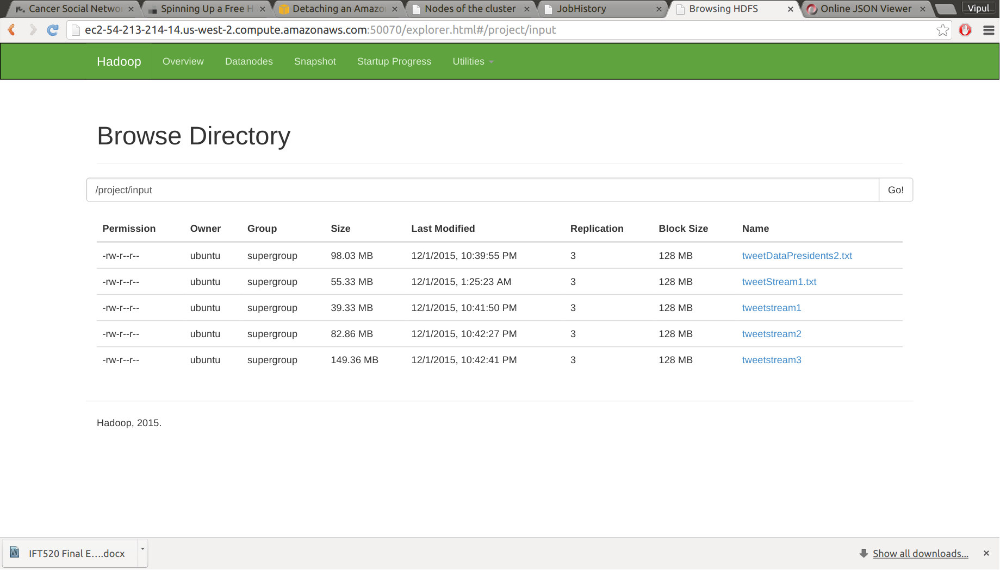 Cancer Social Netwo
Spinning Up a Free H
Detaching an Amazo
Nodes of the cluster
JobHistory
Browsing HDFS
Online JSON Viewer
Vipul
ec2-54-213-214-14.us-west-2.compute.amazonaws.com:50070/explorer.html#/project/input
Hadoop Overview Datanodes Snapshot Startup Progress Utilities
Browse Directory
/project/input Go!
Permission Owner Group Size Last Modified Replication Block Size Name
-rw-r--r-- ubuntu supergroup 98.03 MB 12/1/2015, 10:39:55 PM 3 128 MB tweetDataPresidents2.txt
-rw-r--r-- ubuntu supergroup 55.33 MB 12/1/2015, 1:25:23 AM 3 128 MB tweetStream1.txt
-rw-r--r-- ubuntu supergroup 39.33 MB 12/1/2015, 10:41:50 PM 3 128 MB tweetstream1
-rw-r--r-- ubuntu supergroup 82.86 MB 12/1/2015, 10:42:27 PM 3 128 MB tweetstream2
-rw-r--r-- ubuntu supergroup 149.36 MB 12/1/2015, 10:42:41 PM 3 128 MB tweetstream3
Hadoop, 2015.
IFT520 Final E....docx
Show all downloads...